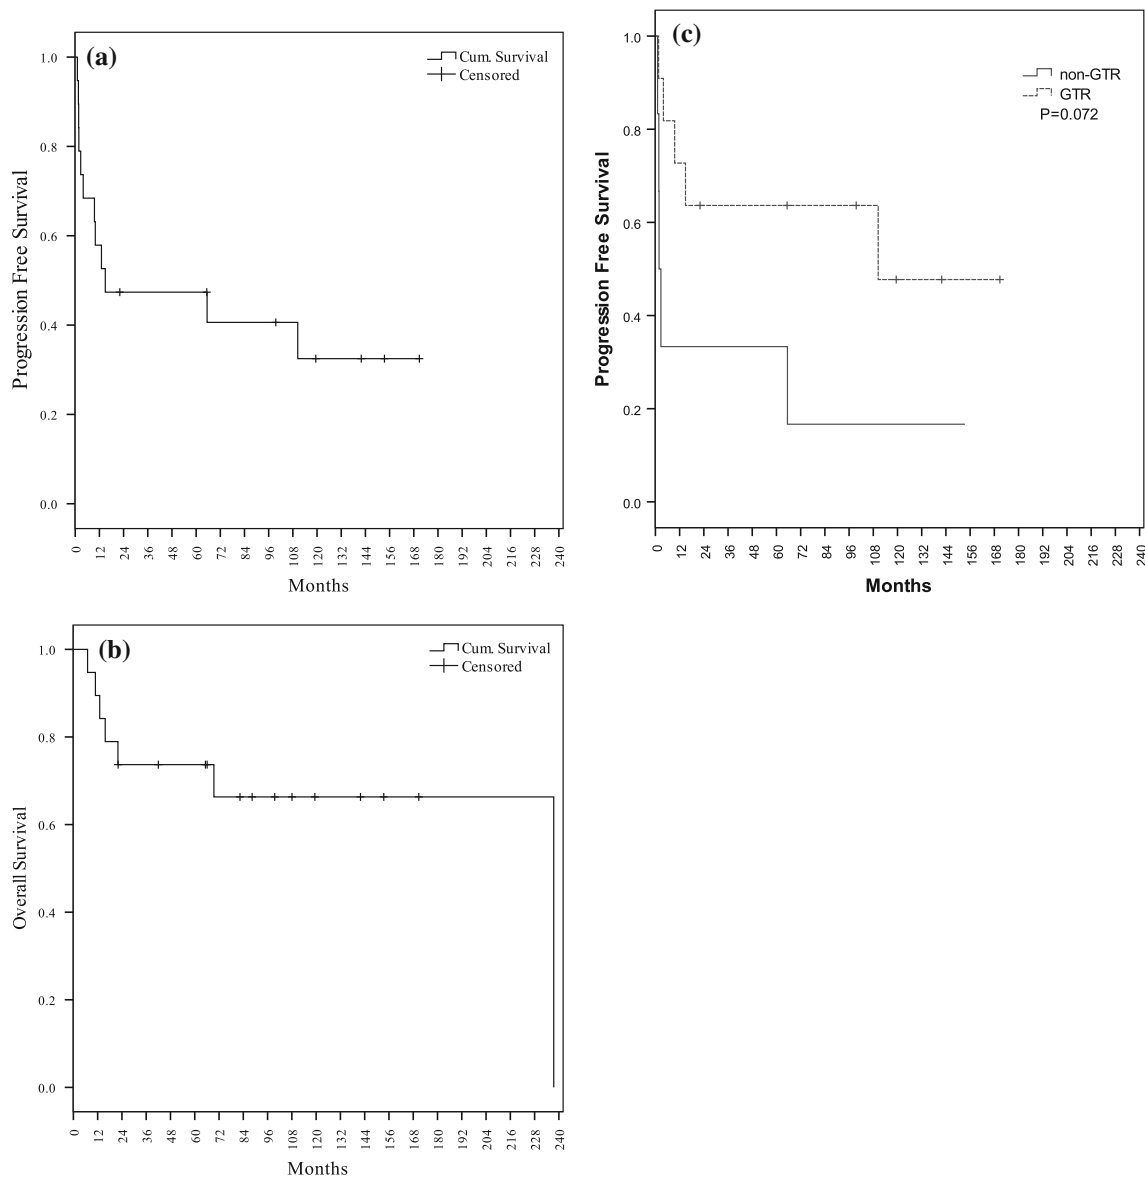 (a)
Cum. Survival
Censored
1.0
0.8
0.6
0.4
0.2
0.0
Progression Free Survival
0 12 24 36 48 60 72 84 96 108 120 132 144 156 168 180 192 204 216 228 240
Months
(c)
non-GTR
GTR
P=0.072
1.0
0.8
0.6
0.4
0.2
0.0
Progression Free Survival
0 12 24 36 48 60 72 84 96 108 120 132 144 156 168 180 192 204 216 228 240
Months
(b)
Cum. Survival
Censored
1.0
0.8
0.6
0.4
0.2
0.0
Overall Survival
0 12 24 36 48 60 72 84 96 108 120 132 144 156 168 180 192 204 216 228 240
Months